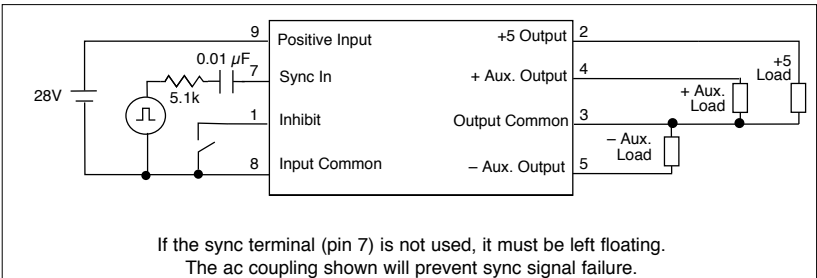 9
Positive Input
+5 Output
2
0.01 µF
7
Sync In
+ Aux. Output
4
+5
Load
28V
5.1k
+ Aux.
Load
1
Inhibit
Output Common
3
– Aux.
Load
8
Input Common
– Aux. Output
5
If the sync terminal (pin 7) is not used, it must be left floating.
The ac coupling shown will prevent sync signal failure.